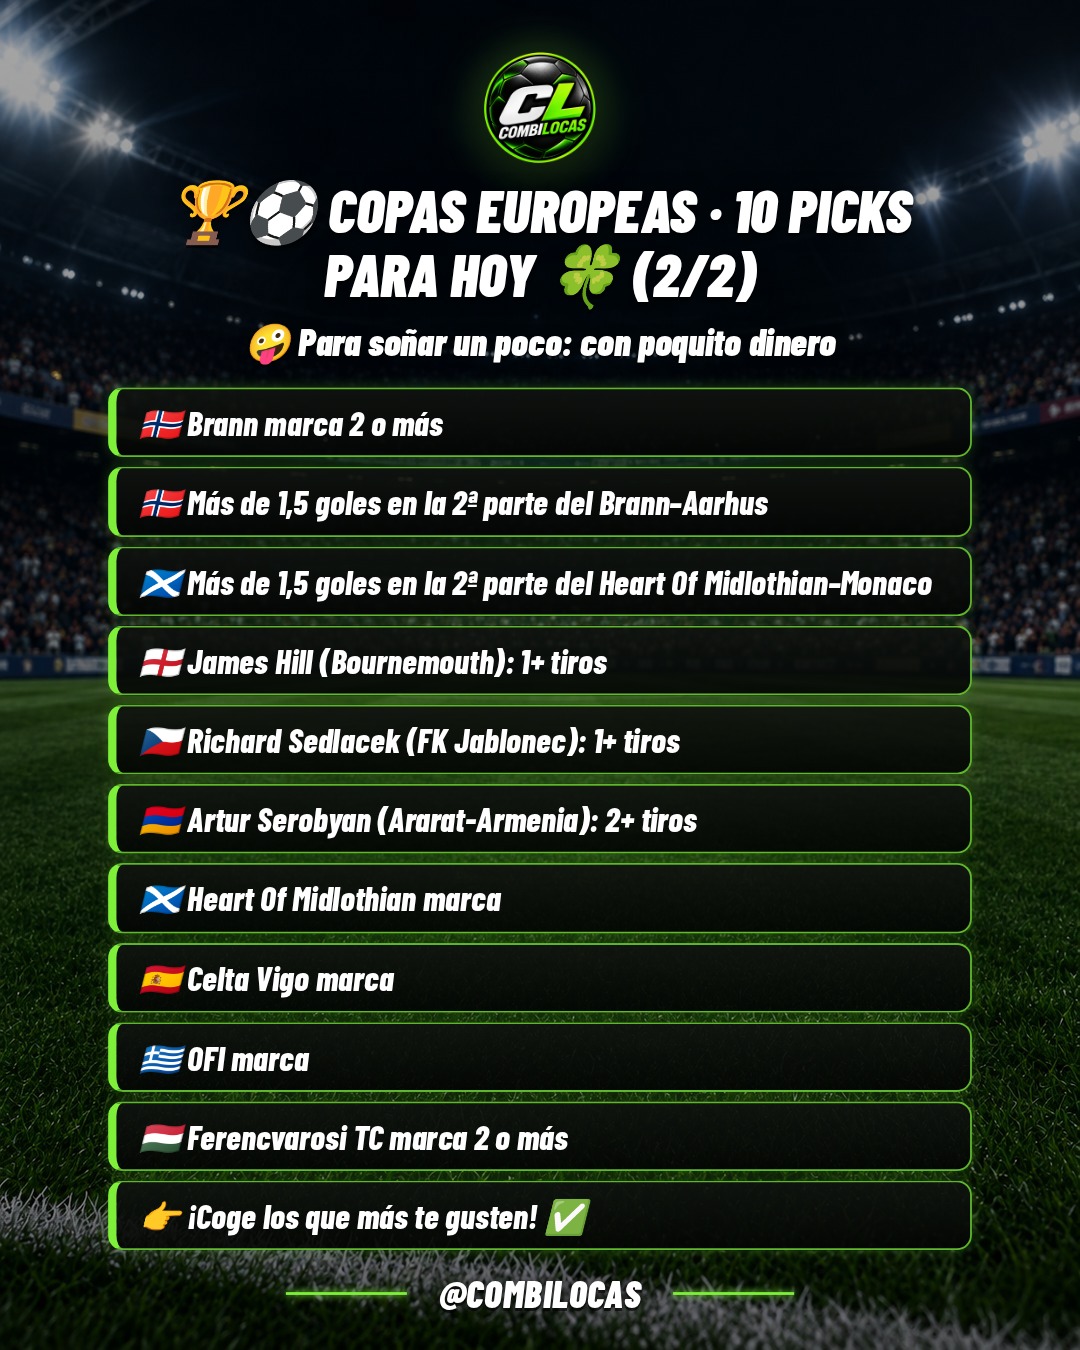 CL
COMBILOCAS
🏆⚽ COPAS EUROPEAS · 10 PICKS
PARA HOY 🍀 (2/2)
🤪 Para soñar un poco: con poquito dinero
🇳🇴 Brann marca 2 o más
🇳🇴 Más de 1,5 goles en la 2ª parte del Brann-Aarhus
🏴󠁧󠁢󠁳󠁣󠁴󠁿 Más de 1,5 goles en la 2ª parte del Heart Of Midlothian-Monaco
🏴󠁧󠁢󠁥󠁮󠁧󠁿 James Hill (Bournemouth): 1+ tiros
🇨🇿 Richard Sedlacek (FK Jablonec): 1+ tiros
🇦🇲 Artur Serobyan (Ararat-Armenia): 2+ tiros
🏴󠁧󠁢󠁳󠁣󠁴󠁿 Heart Of Midlothian marca
🇪🇸 Celta Vigo marca
🇬🇷 OFI marca
🇭🇺 Ferencvarosi TC marca 2 o más
👉 ¡Coge los que más te gusten! ✅
@COMBILOCAS